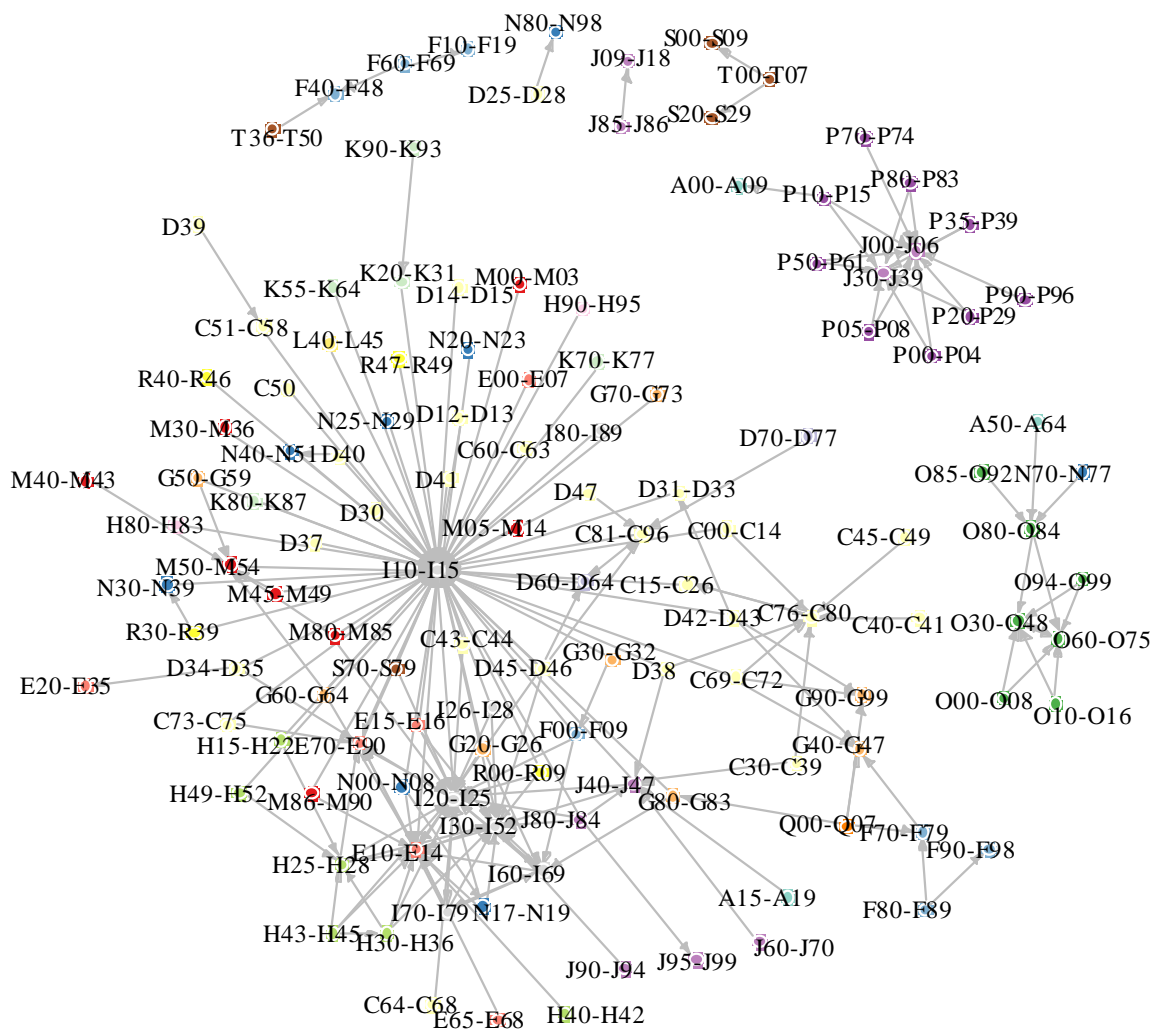 N80-N98
F10-F19
S00-S09
F60-F69
J09-J18
T00-T07
F40-F48
D25-D28
S20-S29
J85-J86
T36-T50
K90-K93
P70-P74
A00-A09
P10-P15
P80-P83
D39
P35-P39
J00-J06
P50-P61
J30-J39
K20-K31
M00-M03
K55-K64
D14-D15
H90-H95
P90-P96
P20-P29
C51-C58
L40-L45
N20-N23
P05-P08
P00-P04
R47-R49
K70-K77
R40-R46
C50
E00-E07
G70-G73
N25-N29
D12-D13
M30-M36
I80-I89
D70-D77
A50-A64
N40-N51
D40
C60-C63
M40-M43
G50-G59
D41
D47
D31-D33
O85-O92
N70-N77
K80-K87
D30
H80-H83
M05-M14
C81-C96
C00-C14
C45-C49
O80-O84
D37
M50-M54
I10-I15
N30-N39
M45-M49
D60-D64
C15-C26
O94-O99
R30-R39
M80-M85
C43-C44
D42-D43
C76-C80
C40-C41
O30-O48
O60-O75
D34-D35
S70-S79
D45-D46
G30-G32
D38
C69-C72
E20-E35
G60-G64
G90-G99
O00-O08
O10-O16
C73-C75
I26-I28
E15-E16
F00-F09
H15-H22
E70-E90
G20-G26
G40-G47
N00-N08
R00-R09
C30-C39
H49-H52
M86-M90
I20-I25
J40-J47
G80-G83
I30-I52
J80-J84
Q00-Q07
F70-F79
E10-E14
F90-F98
H25-H28
I60-I69
A15-A19
I70-I79
N17-N19
F80-F89
H43-H45
H30-H36
J60-J70
J90-J94
J95-J99
C64-C68
E65-E68
H40-H42